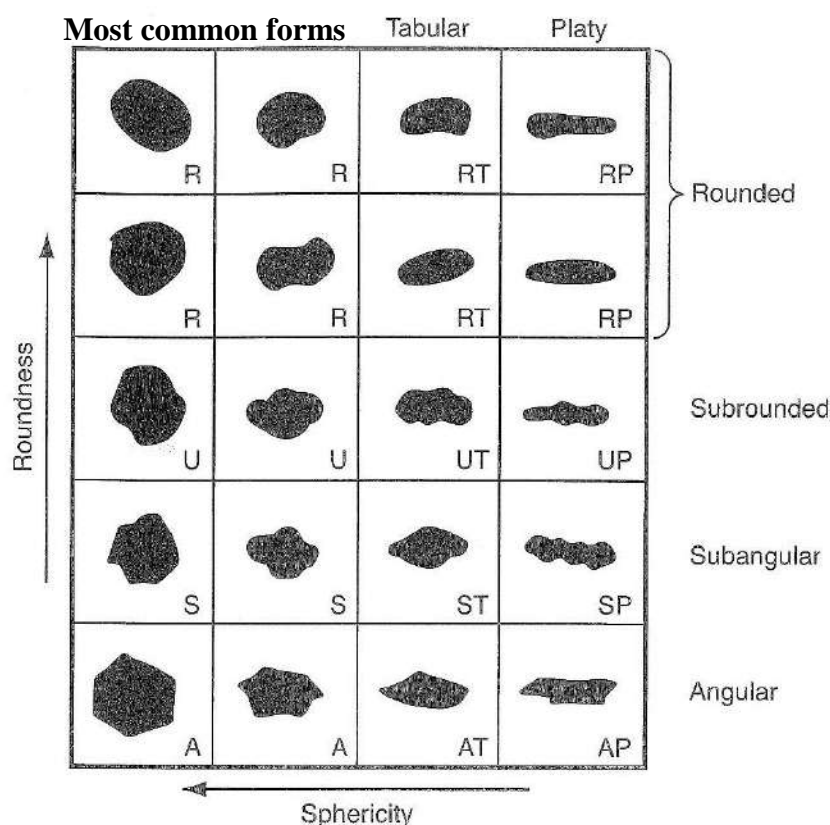 Most common forms Tabular Platy
R R RT RP
Rounded
R R RT RP
Roundness
U U UT UP
Subrounded
S S ST SP
Subangular
A A AT AP
Angular
Sphericity